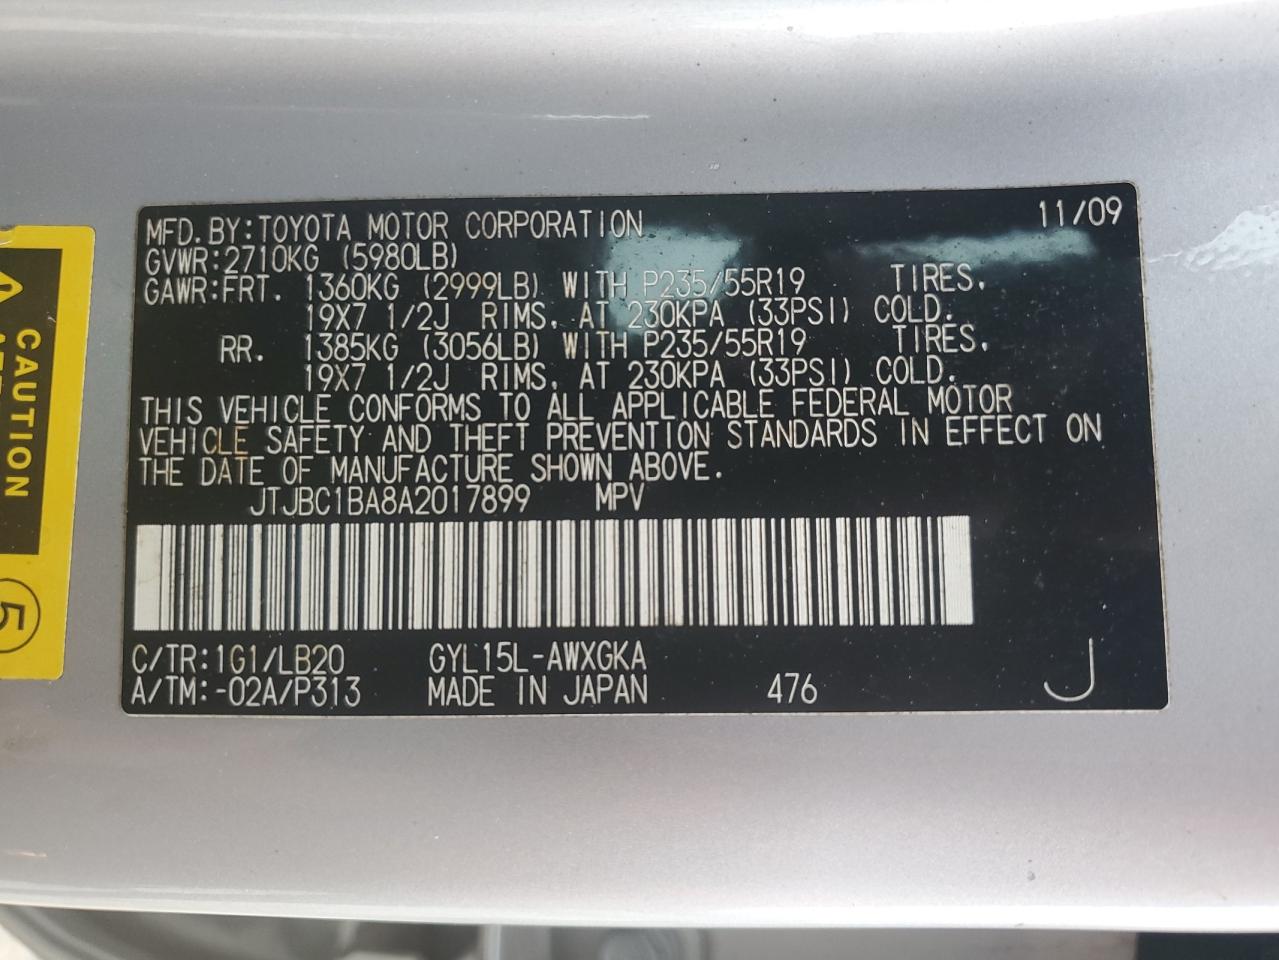 MFD.BY:TOYOTA MOTOR CORPORATION 11/09
GVWR:2710KG (5980LB)
GAWR:FRT. 1360KG (2999LB) WITH P235/55R19 TIRES,
19X7 1/2J RIMS, AT 230KPA (33PSI) COLD.
RR. 1385KG (3056LB) WITH P235/55R19 TIRES,
19X7 1/2J RIMS, AT 230KPA (33PSI) COLD.
THIS VEHICLE CONFORMS TO ALL APPLICABLE FEDERAL MOTOR
VEHICLE SAFETY AND THEFT PREVENTION STANDARDS IN EFFECT ON
THE DATE OF MANUFACTURE SHOWN ABOVE.
JTJBC1BA8A2017899 MPV
C/TR:1G1/LB20 GYL15L-AWXGKA
A/TM:-02A/P313 MADE IN JAPAN 476 J
CAUTION
5